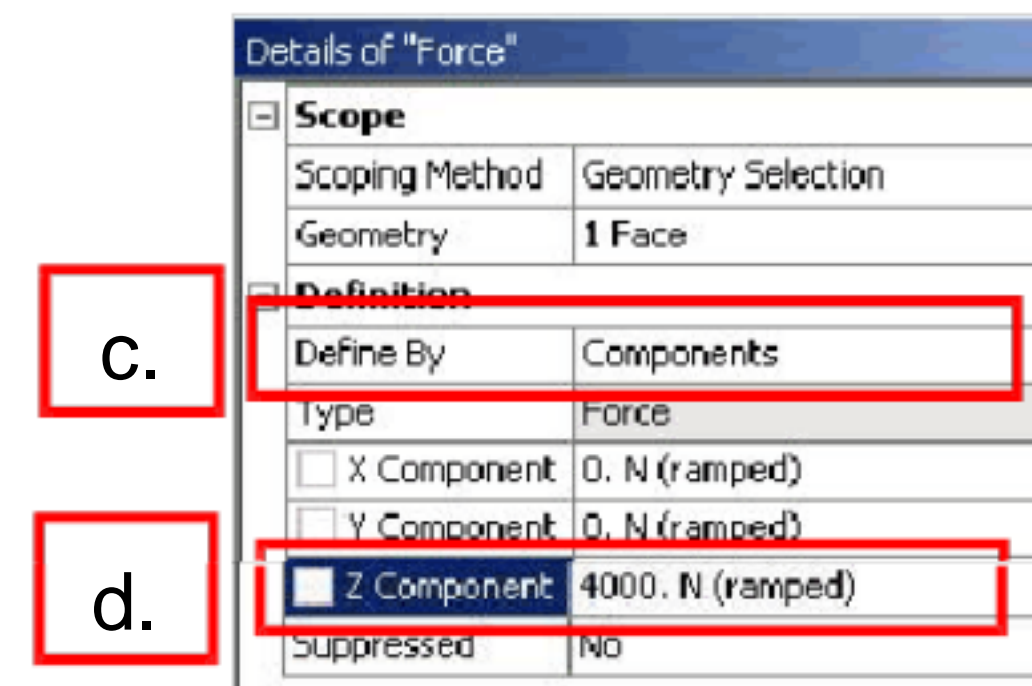 Details of "Force"
Scope
Scoping Method Geometry Selection
Geometry 1 Face
Definition
c. Define By Components
Type Force
X Component 0. N (ramped)
Y Component 0. N (ramped)
d. Z Component 4000. N (ramped)
Suppressed No